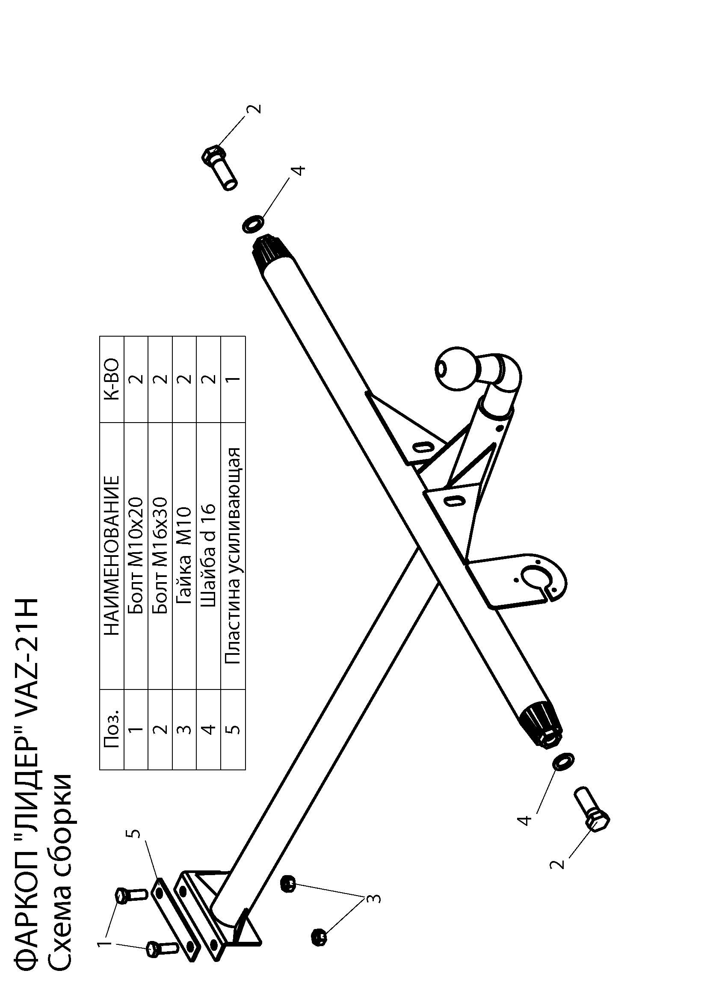 ФАРКОП "ЛИДЕР" VAZ-21H
Схема сборки
Поз. НАИМЕНОВАНИЕ К-ВО
1 Болт М10х20 2
2 Болт М16х30 2
3 Гайка М10 2
4 Шайба d 16 2
5 Пластина усиливающая 1
1
5
3
2
4
4
2